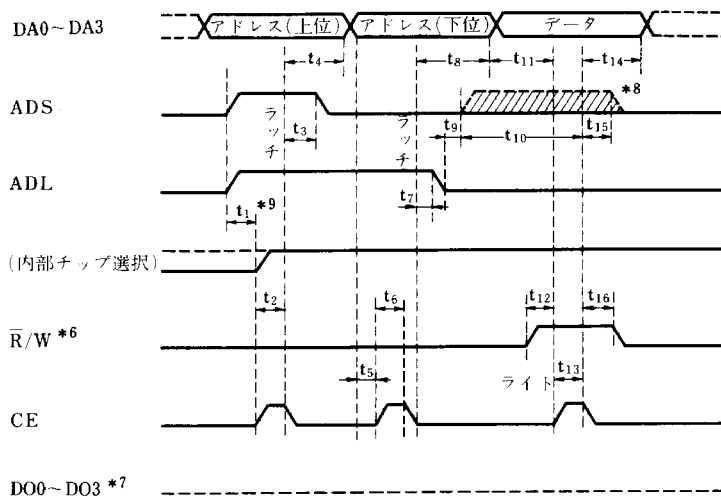 DA0~DA3 アドレス(上位) アドレス(下位) データ
t4 t8 t11 t14
ADS ラッチ t3 ラッチ t9 t10 t15 *8
ADL t7
t1 *9
(内部チップ選択)
t2 t6 t12 t16
R̅/W *6
t5 ライト t13
CE
DO0~DO3 *7